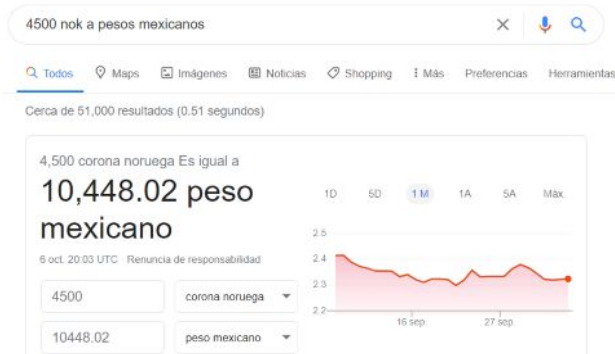 4500 nok a pesos mexicanos
Todos Maps Imágenes Noticias Shopping Más Preferencias Herramientas
Cerca de 51,000 resultados (0.51 segundos)
4,500 corona noruega Es igual a
10,448.02 peso
mexicano
6 oct. 20:03 UTC · Renuncia de responsabilidad
4500 corona noruega
10448.02 peso mexicano
1D 5D 1 M 1A 5A Máx.
2.5
2.4
2.3
2.2
16 sep. 27 sep.